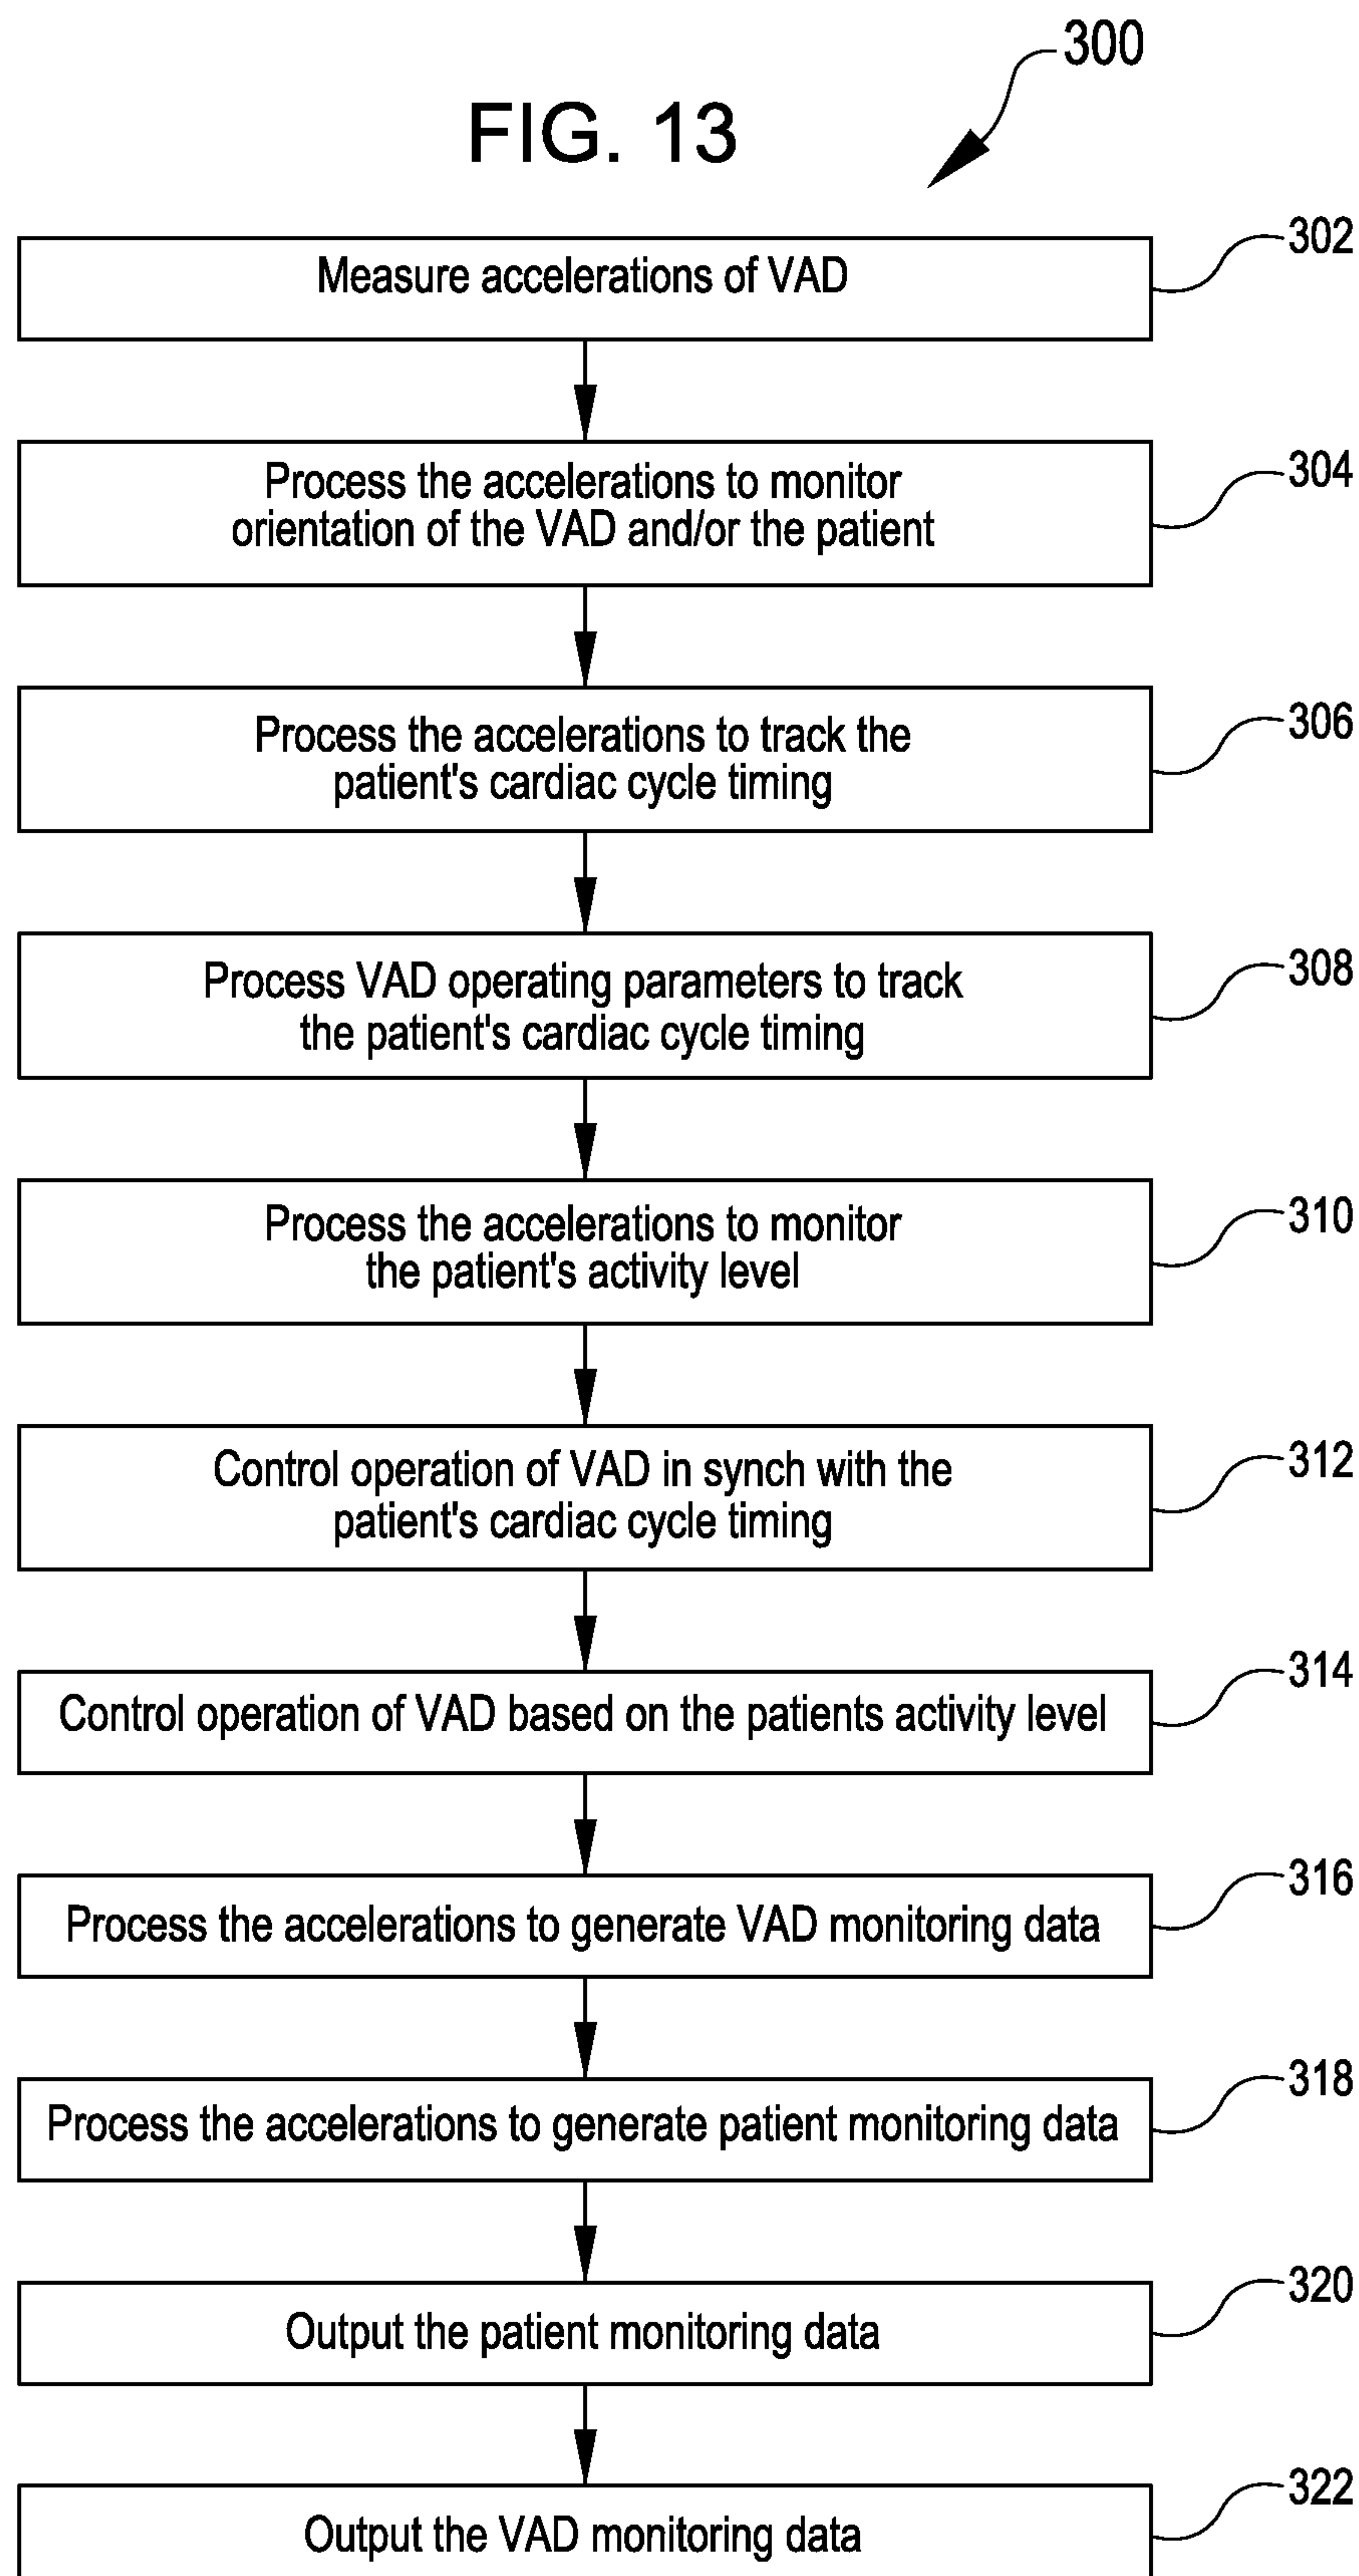 300
FIG. 13
302
Measure accelerations of VAD
304
Process the accelerations to monitor
orientation of the VAD and/or the patient
306
Process the accelerations to track the
patient's cardiac cycle timing
308
Process VAD operating parameters to track
the patient's cardiac cycle timing
310
Process the accelerations to monitor
the patient's activity level
312
Control operation of VAD in synch with the
patient's cardiac cycle timing
314
Control operation of VAD based on the patients activity level
316
Process the accelerations to generate VAD monitoring data
318
Process the accelerations to generate patient monitoring data
320
Output the patient monitoring data
322
Output the VAD monitoring data